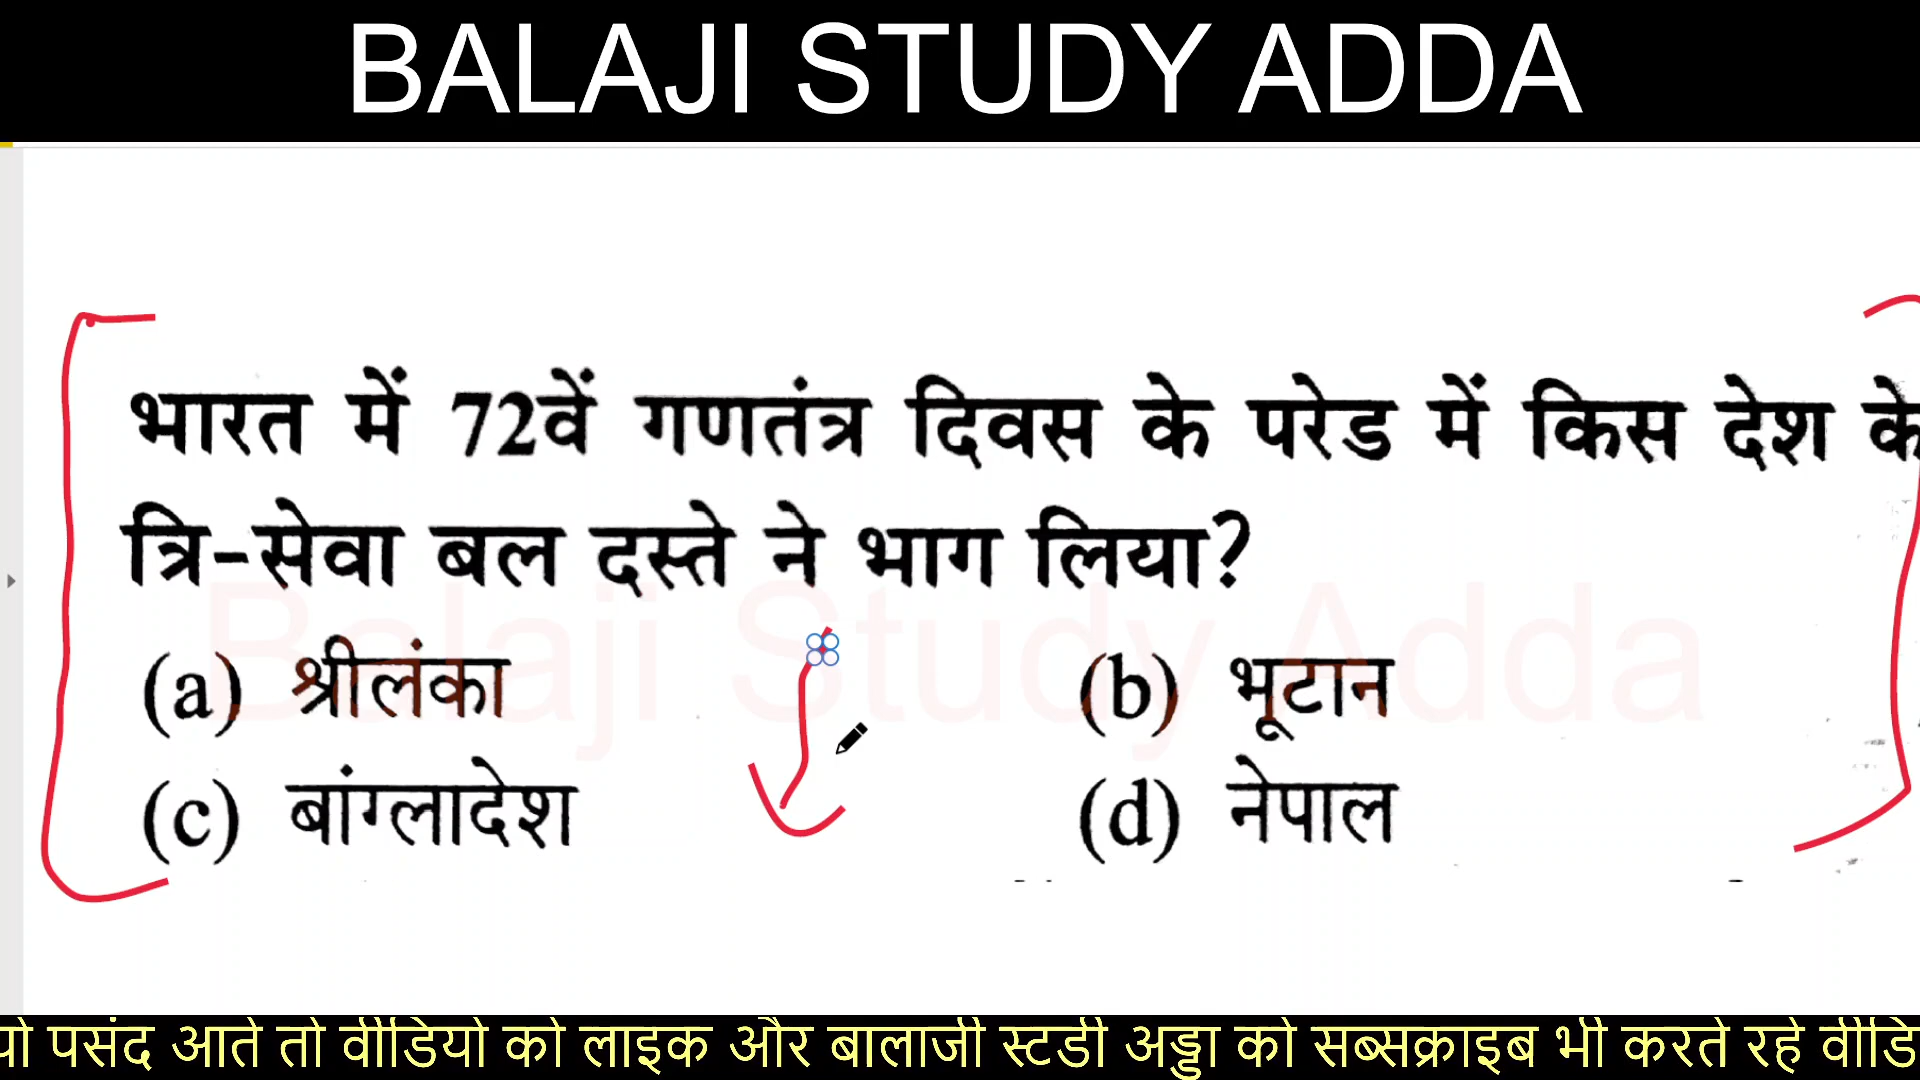 BALAJI STUDY ADDA
भारत में 72वें गणतंत्र दिवस के परेड में किस देश के
त्रि-सेवा बल दस्ते ने भाग लिया?
Balaji Study Adda
(a) श्रीलंका (b) भूटान
(c) बांग्लादेश (d) नेपाल
पसंद आते तो वीडियो को लाइक और बालाजी स्टडी अड्डा को सब्सक्राइब भी करते रहे